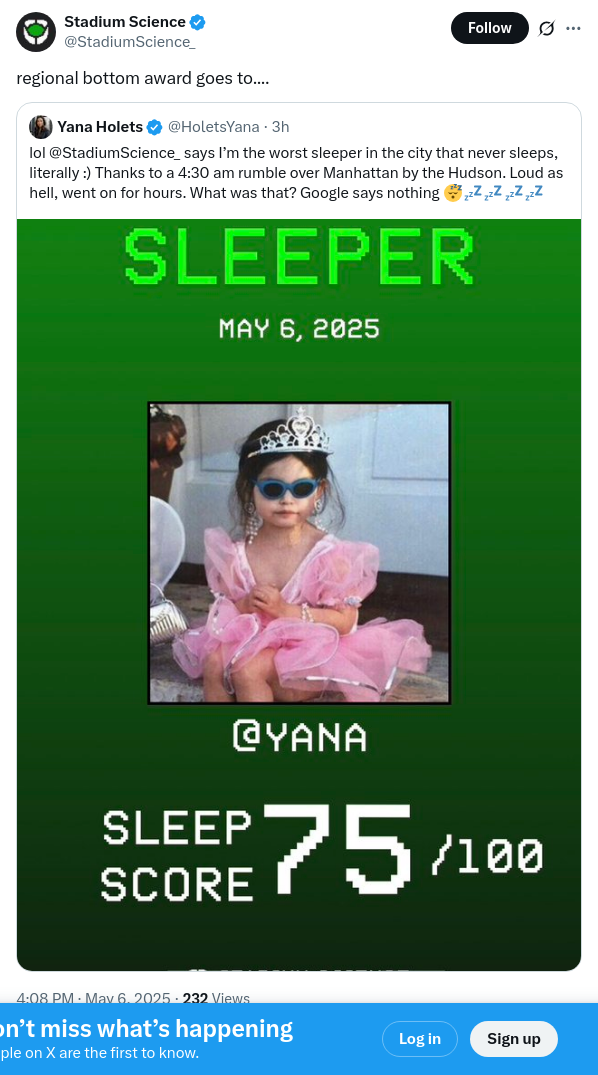 Stadium Science
@StadiumScience_
Follow
regional bottom award goes to....
Yana Holets @HoletsYana · 3h
lol @StadiumScience_ says I'm the worst sleeper in the city that never sleeps,
literally :) Thanks to a 4:30 am rumble over Manhattan by the Hudson. Loud as
hell, went on for hours. What was that? Google says nothing 😴💤💤💤💤
SLEEPER
MAY 6, 2025
@YANA
SLEEP
SCORE
75
/100
4:08 PM · May 6, 2025 · 232 Views
on't miss what's happening
ple on X are the first to know.
Log in
Sign up